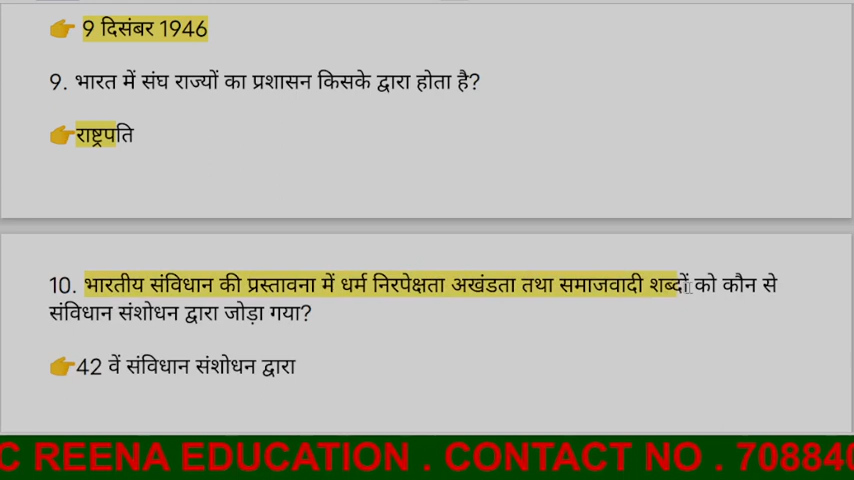 👉 9 दिसंबर 1946
9. भारत में संघ राज्यों का प्रशासन किसके द्वारा होता है?
👉राष्ट्रपति
10. भारतीय संविधान की प्रस्तावना में धर्म निरपेक्षता अखंडता तथा समाजवादी शब्दों को कौन से
संविधान संशोधन द्वारा जोड़ा गया?
👉42 वें संविधान संशोधन द्वारा
C REENA EDUCATION . CONTACT NO . 70884